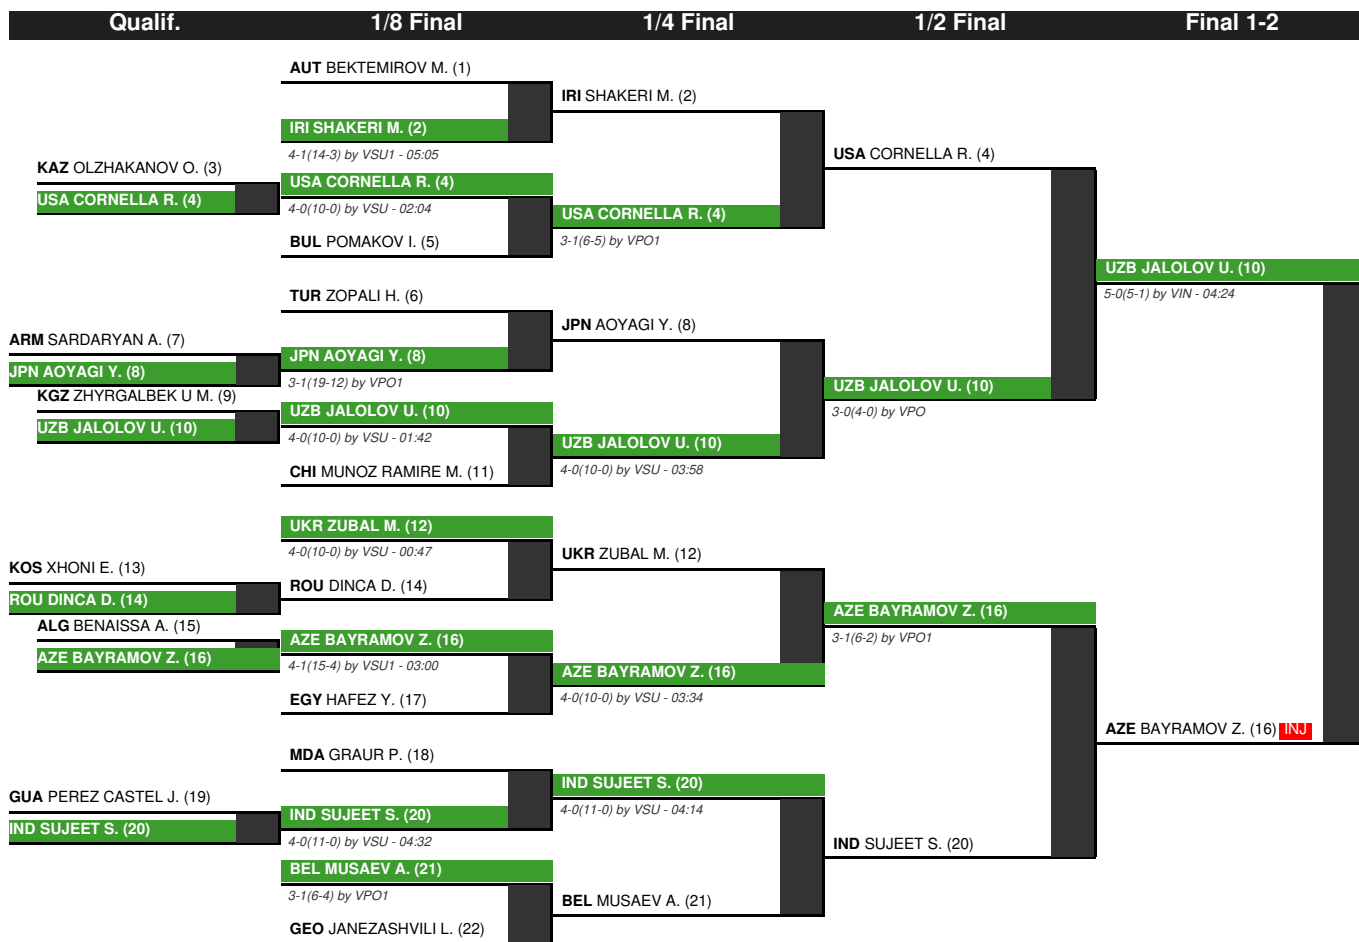 Qualif.
1/8 Final
1/4 Final
1/2 Final
Final 1-2
KAZ OLZHAKANOV O. (3)
USA CORNELLA R. (4)
ARM SARDARYAN A. (7)
JPN AOYAGI Y. (8)
KGZ ZHYRGALBEK U M. (9)
UZB JALOLOV U. (10)
KOS XHONI E. (13)
ROU DINCA D. (14)
ALG BENAISSA A. (15)
AZE BAYRAMOV Z. (16)
GUA PEREZ CASTEL J. (19)
IND SUJEET S. (20)
AUT BEKTEMIROV M. (1)
IRI SHAKERI M. (2)
4-1(14-3) by VSU1 - 05:05
USA CORNELLA R. (4)
4-0(10-0) by VSU - 02:04
BUL POMAKOV I. (5)
TUR ZOPALI H. (6)
JPN AOYAGI Y. (8)
3-1(19-12) by VPO1
UZB JALOLOV U. (10)
4-0(10-0) by VSU - 01:42
CHI MUNOZ RAMIRE M. (11)
UKR ZUBAL M. (12)
4-0(10-0) by VSU - 00:47
ROU DINCA D. (14)
AZE BAYRAMOV Z. (16)
4-1(15-4) by VSU1 - 03:00
EGY HAFEZ Y. (17)
MDA GRAUR P. (18)
IND SUJEET S. (20)
4-0(11-0) by VSU - 04:32
BEL MUSAEV A. (21)
3-1(6-4) by VPO1
GEO JANEZASHVILI L. (22)
IRI SHAKERI M. (2)
USA CORNELLA R. (4)
3-1(6-5) by VPO1
JPN AOYAGI Y. (8)
UZB JALOLOV U. (10)
4-0(10-0) by VSU - 03:58
UKR ZUBAL M. (12)
AZE BAYRAMOV Z. (16)
4-0(10-0) by VSU - 03:34
IND SUJEET S. (20)
4-0(11-0) by VSU - 04:14
BEL MUSAEV A. (21)
USA CORNELLA R. (4)
UZB JALOLOV U. (10)
3-0(4-0) by VPO
AZE BAYRAMOV Z. (16)
3-1(6-2) by VPO1
IND SUJEET S. (20)
UZB JALOLOV U. (10)
5-0(5-1) by VIN - 04:24
AZE BAYRAMOV Z. (16) INJ